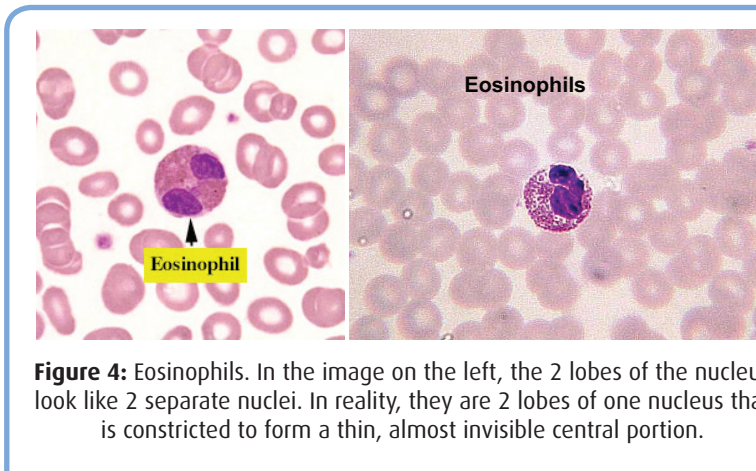 Eosinophils
Eosinophil
Figure 4: Eosinophils. In the image on the left, the 2 lobes of the nucleu
look like 2 separate nuclei. In reality, they are 2 lobes of one nucleus tha
is constricted to form a thin, almost invisible central portion.